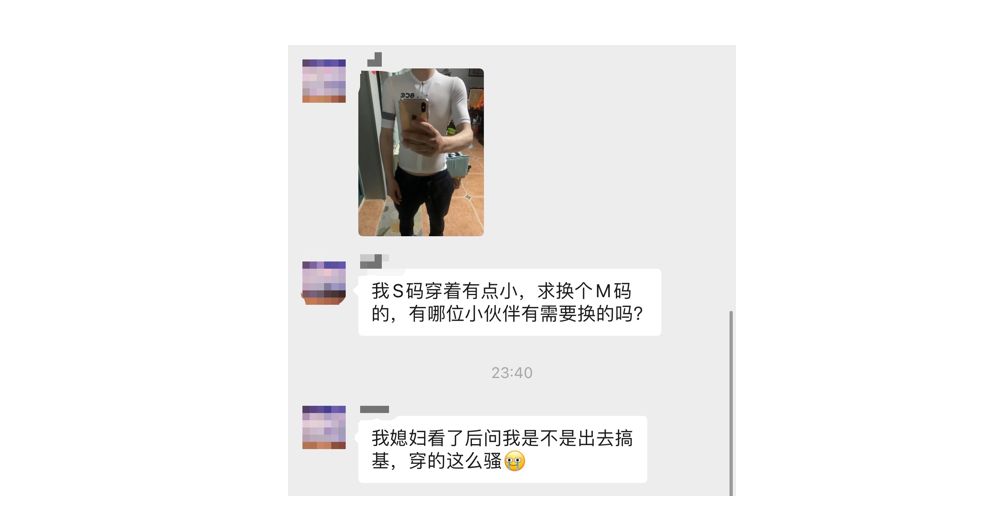 我S码穿着有点小，求换个M码
的，有哪位小伙伴有需要换的吗？
23:40
我媳妇看了后问我是不是出去搞
基，穿的这么骚😂